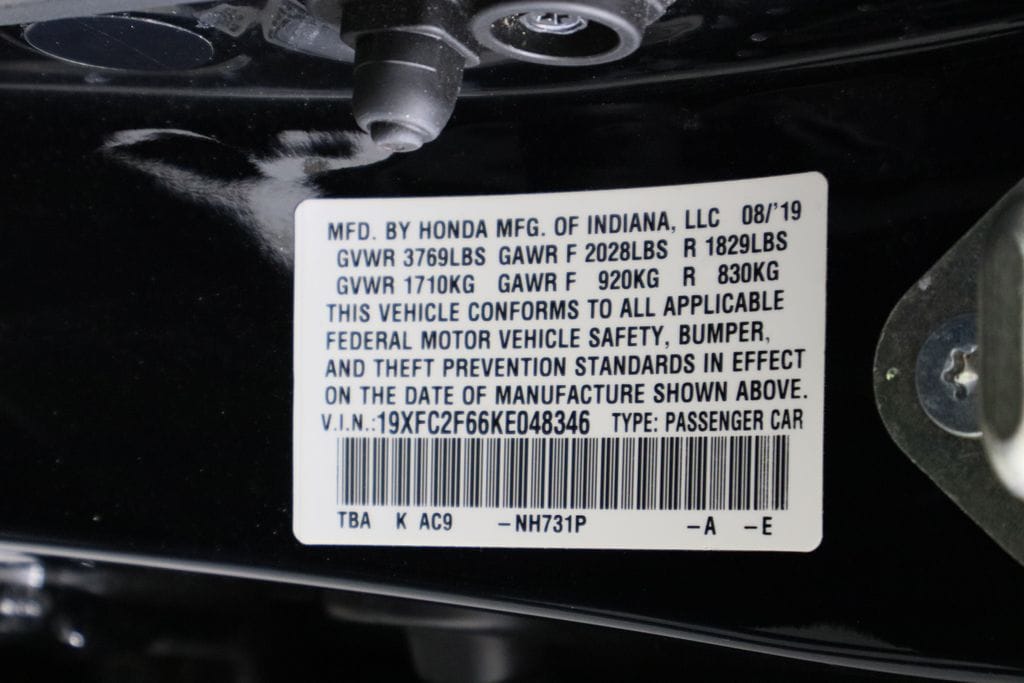 MFD. BY HONDA MFG. OF INDIANA, LLC 08/'19
GVWR 3769LBS GAWR F 2028LBS R 1829LBS
GVWR 1710KG GAWR F 920KG R 830KG
THIS VEHICLE CONFORMS TO ALL APPLICABLE
FEDERAL MOTOR VEHICLE SAFETY, BUMPER,
AND THEFT PREVENTION STANDARDS IN EFFECT
ON THE DATE OF MANUFACTURE SHOWN ABOVE.
V.I.N.:19XFC2F66KE048346 TYPE: PASSENGER CAR
TBA K AC9 –NH731P –A –E